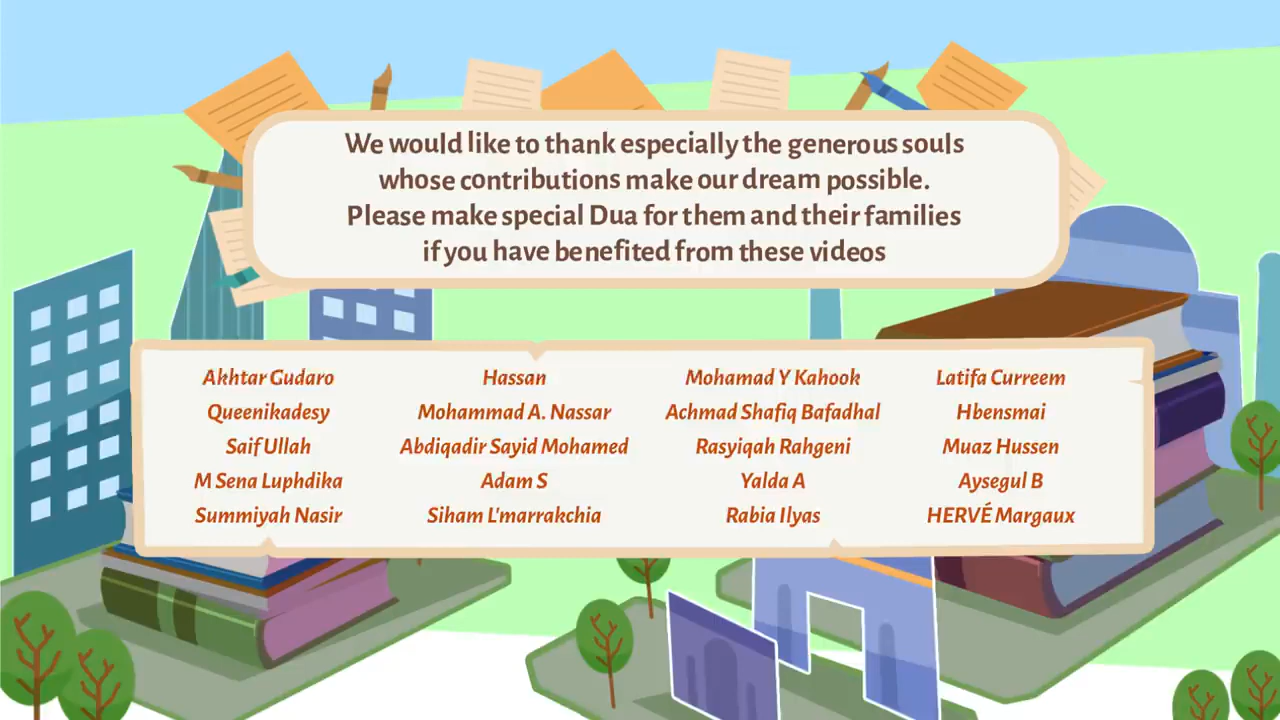 We would like to thank especially the generous souls
whose contributions make our dream possible.
Please make special Dua for them and their families
if you have benefited from these videos
Akhtar Gudaro Hassan Mohamad Y Kahook Latifa Curreem
Queenikadesy Mohammad A. Nassar Achmad Shafiq Bafadhal Hbensmai
Saif Ullah Abdiqadir Sayid Mohamed Rasyiqah Rahgeni Muaz Hussen
M Sena Luphdika Adam S Yalda A Aysegul B
Summiyah Nasir Siham L'marrakchia Rabia Ilyas HERVÉ Margaux